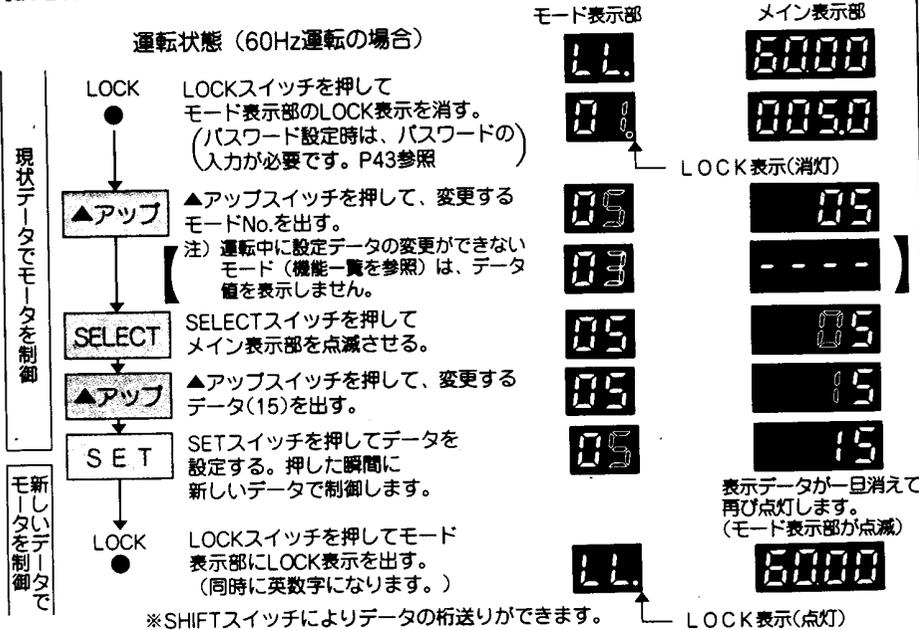 モード表示部
メイン表示部
運転状態（60Hz運転の場合）
LL.
60.00
LOCK
LOCKスイッチを押して
モード表示部のLOCK表示を消す。
（パスワード設定時は、パスワードの
入力が必要です。P43参照）
01.
005.0
LOCK表示(消灯)
現状データでモータを制御
▲アップ
▲アップスイッチを押して、変更する
モードNo.を出す。
05
05
注）運転中に設定データの変更ができない
モード（機能一覧を参照）は、データ
値を表示しません。
03
----
SELECT
SELECTスイッチを押して
メイン表示部を点滅させる。
05
05
▲アップ
▲アップスイッチを押して、変更する
データ(15)を出す。
05
15
SET
SETスイッチを押してデータを
設定する。押した瞬間に
新しいデータで制御します。
05
15
表示データが一旦消えて
再び点灯します。
(モード表示部が点滅)
新しいデータで
モータを制御
LOCK
LOCKスイッチを押してモード
表示部にLOCK表示を出す。
（同時に英数字になります。）
LL.
60.00
※SHIFTスイッチによりデータの桁送りができます。
LOCK表示(点灯)